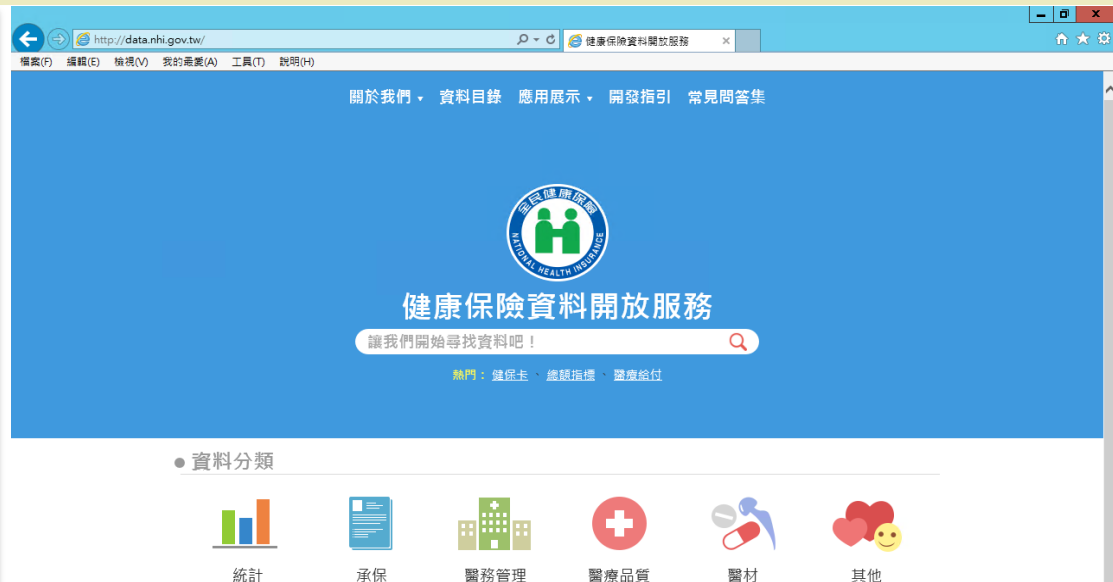 http://data.nhi.gov.tw/
健康保險資料開放服務
檔案(F) 編輯(E) 檢視(V) 我的最愛(A) 工具(T) 說明(H)
關於我們 資料目錄 應用展示 開發指引 常見問答集
全民健康保險
NATIONAL HEALTH INSURANCE
健康保險資料開放服務
讓我們開始尋找資料吧！
熱門： 健保卡 、 總額指標 、 醫療給付
資料分類
統計 承保 醫務管理 醫療品質 醫材 其他